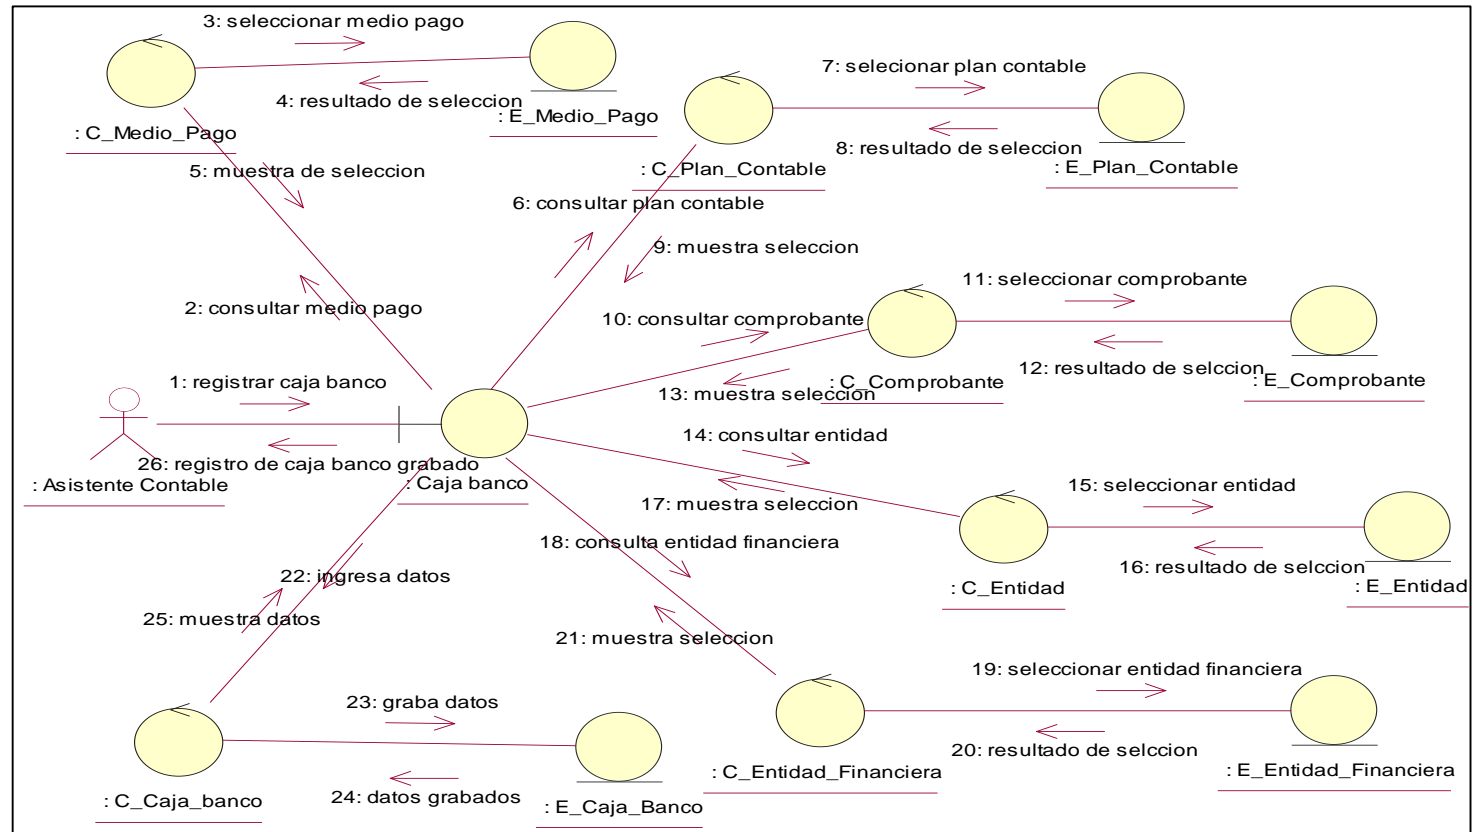 3: seleccionar medio pago
4: resultado de seleccion
: C_Medio_Pago
: E_Medio_Pago
5: muestra de seleccion
2: consultar medio pago
7: selecionar plan contable
8: resultado de seleccion
: C_Plan_Contable
: E_Plan_Contable
6: consultar plan contable
9: muestra seleccion
10: consultar comprobante
11: seleccionar comprobante
12: resultado de selccion
13: muestra seleccion
: C_Comprobante
: E_Comprobante
1: registrar caja banco
26: registro de caja banco grabado
: Asistente Contable
: Caja banco
14: consultar entidad
17: muestra seleccion
15: seleccionar entidad
16: resultado de selccion
: C_Entidad
: E_Entidad
18: consulta entidad financiera
21: muestra seleccion
22: ingresa datos
25: muestra datos
19: seleccionar entidad financiera
20: resultado de selccion
: C_Entidad_Financiera
: E_Entidad_Financiera
23: graba datos
24: datos grabados
: C_Caja_banco
: E_Caja_Banco